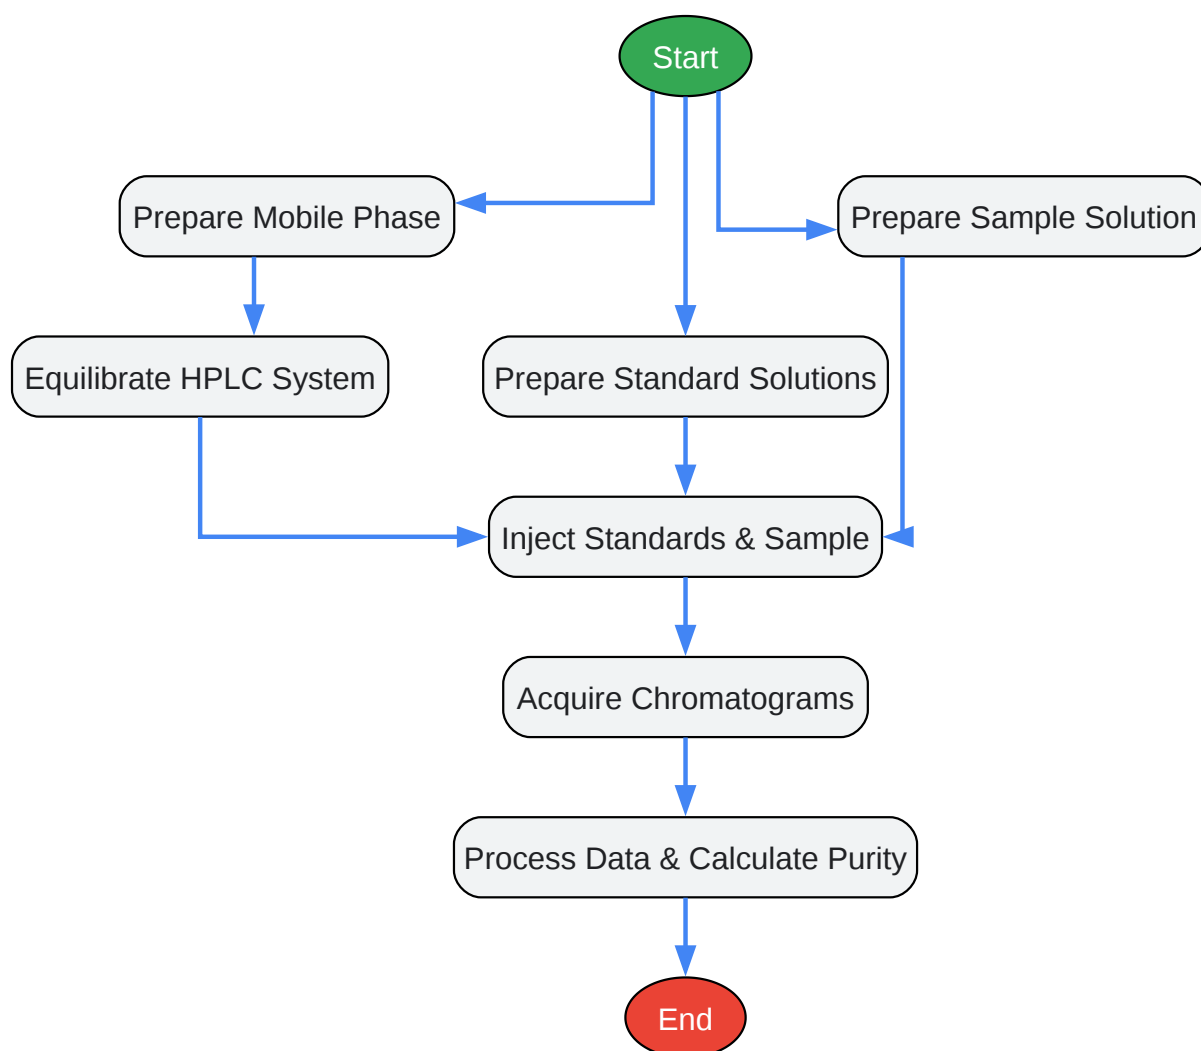 Start
Prepare Mobile Phase
Prepare Sample Solution
Equilibrate HPLC System
Prepare Standard Solutions
Inject Standards & Sample
Acquire Chromatograms
Process Data & Calculate Purity
End